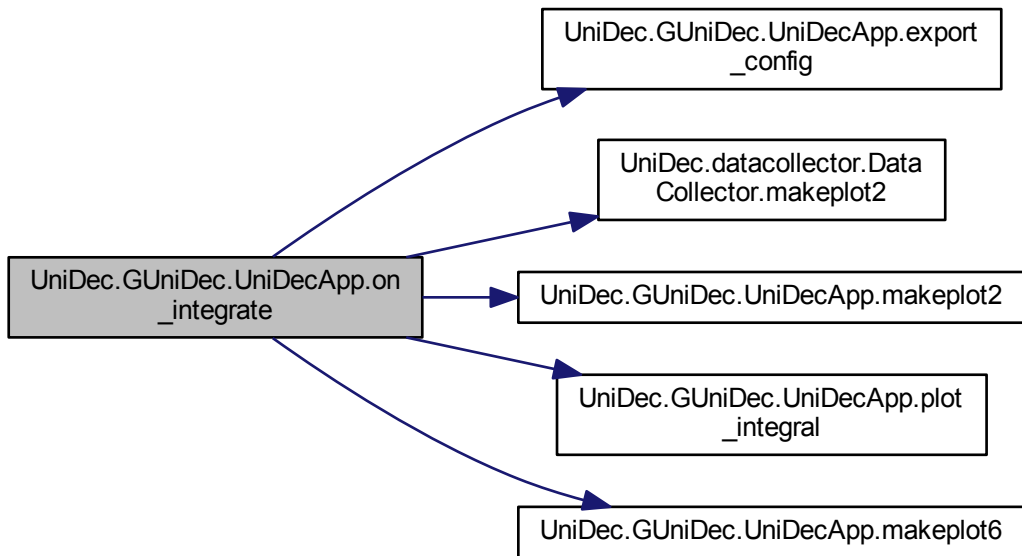 UniDec.GUniDec.UniDecApp.export
_config
UniDec.datacollector.Data
Collector.makeplot2
UniDec.GUniDec.UniDecApp.on
_integrate
UniDec.GUniDec.UniDecApp.makeplot2
UniDec.GUniDec.UniDecApp.plot
_integral
UniDec.GUniDec.UniDecApp.makeplot6